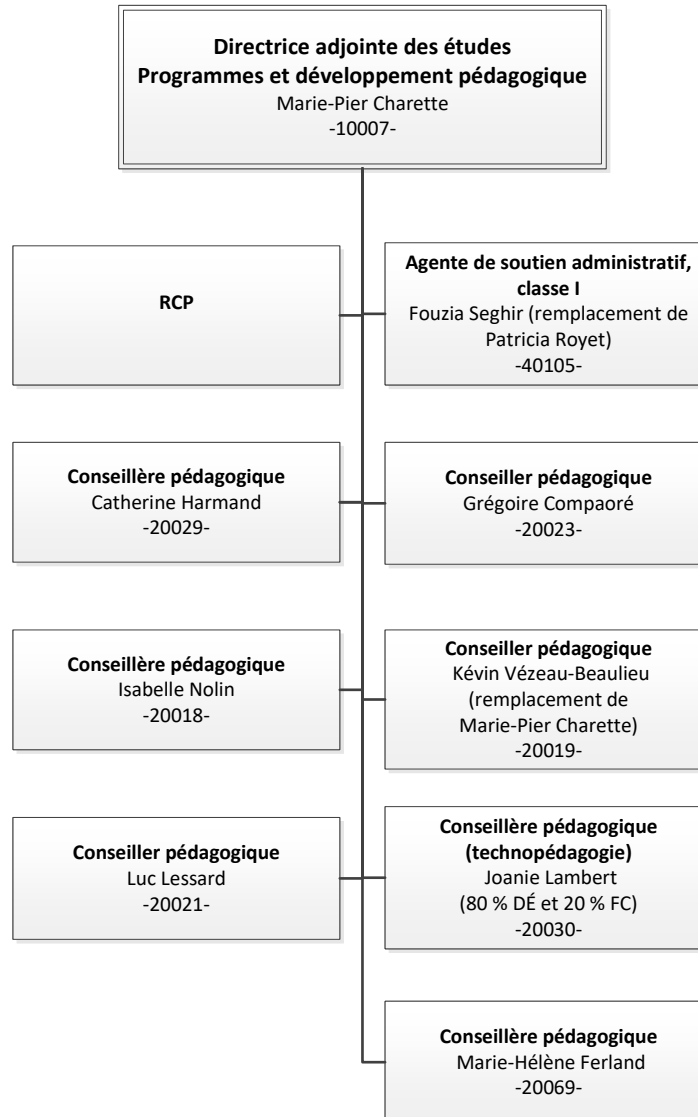 Directrice adjointe des études
Programmes et développement pédagogique
Marie-Pier Charette
-10007-
RCP
Agente de soutien administratif,
classe I
Fouzia Seghir (remplacement de
Patricia Royet)
-40105-
Conseillère pédagogique
Catherine Harmand
-20029-
Conseiller pédagogique
Grégoire Compaoré
-20023-
Conseillère pédagogique
Isabelle Nolin
-20018-
Conseiller pédagogique
Kévin Vézeau-Beaulieu
(remplacement de
Marie-Pier Charette)
-20019-
Conseiller pédagogique
Luc Lessard
-20021-
Conseillère pédagogique
(technopédagogie)
Joanie Lambert
(80 % DÉ et 20 % FC)
-20030-
Conseillère pédagogique
Marie-Hélène Ferland
-20069-